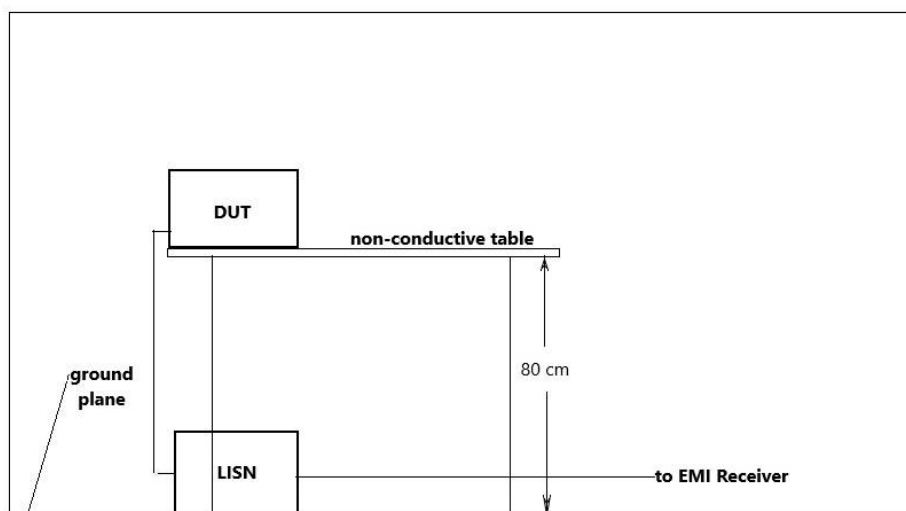 DUT
non-conductive table
ground
plane
80 cm
LISN
to EMI Receiver